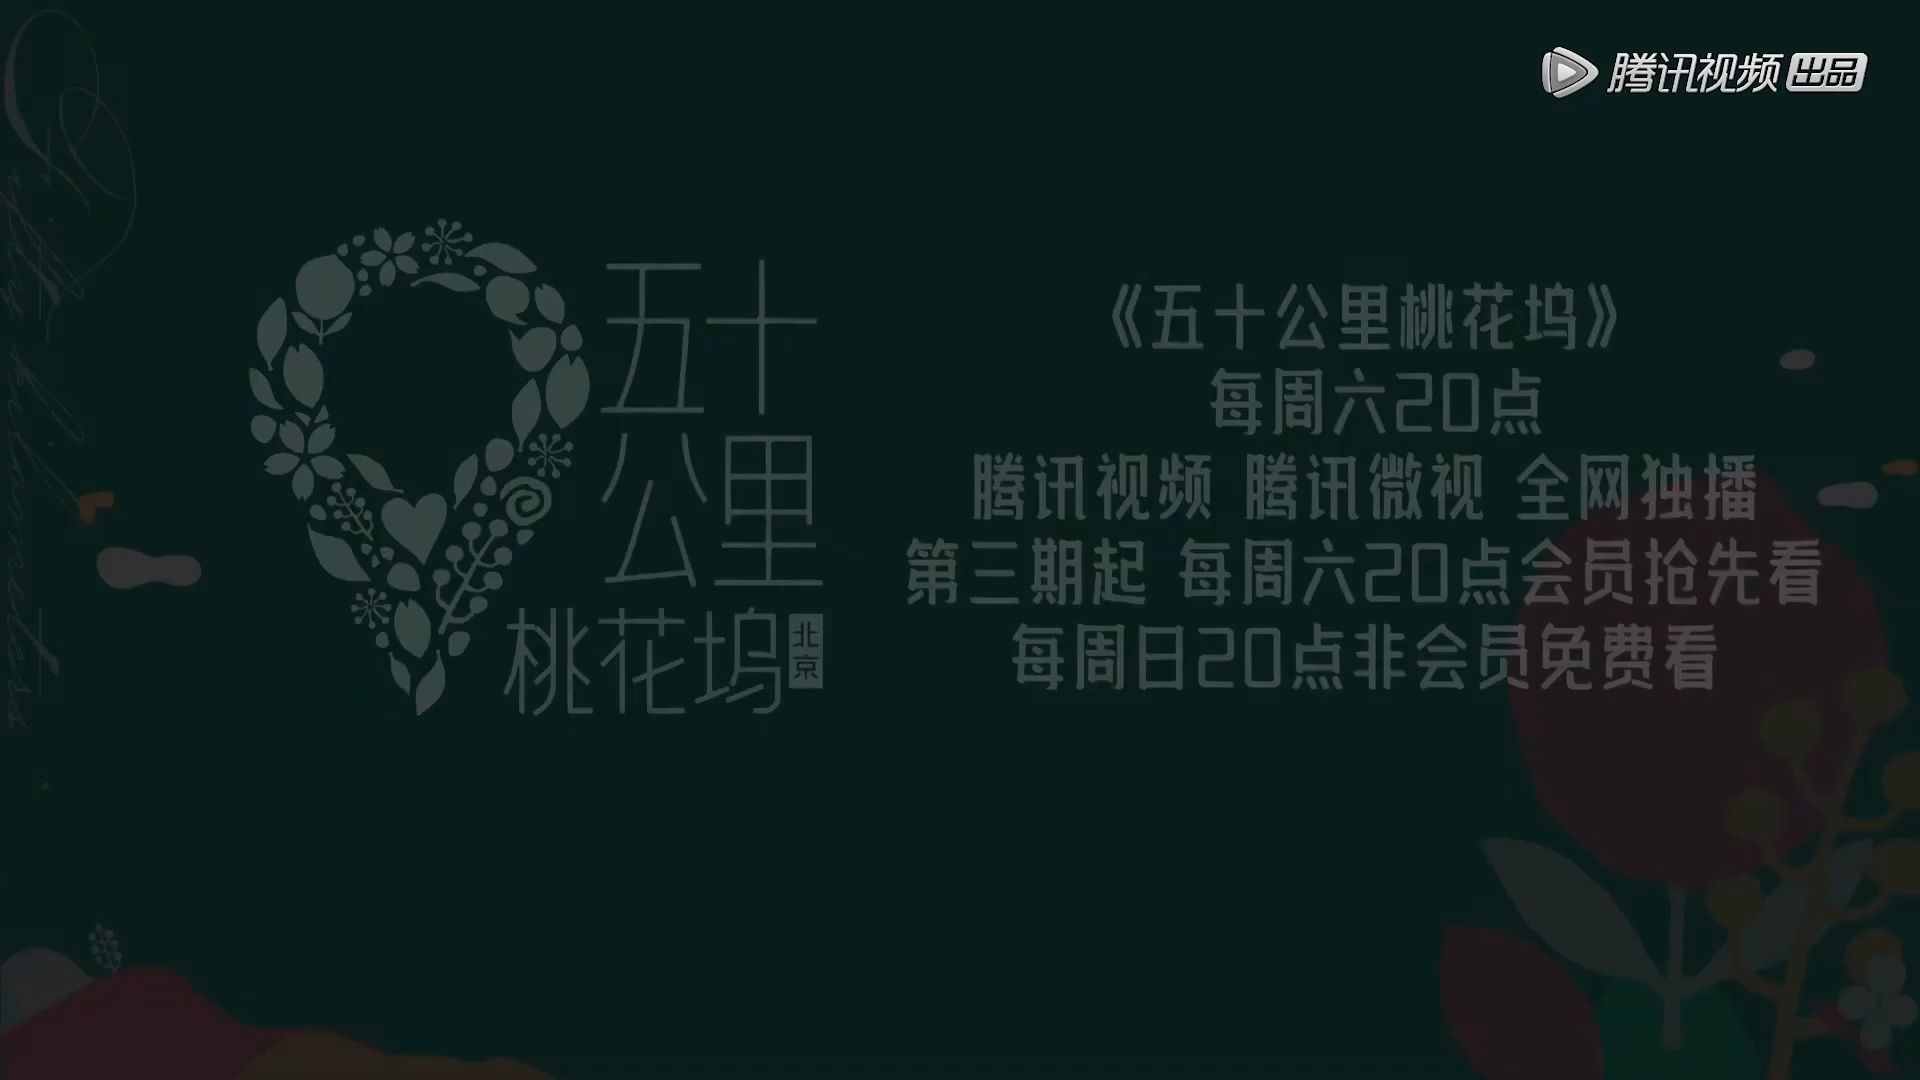 腾讯视频 出品
五十
公里
桃花坞
北京
《五十公里桃花坞》
每周六20点
腾讯视频 腾讯微视 全网独播
第三期起 每周六20点会员抢先看
每周日20点非会员免费看